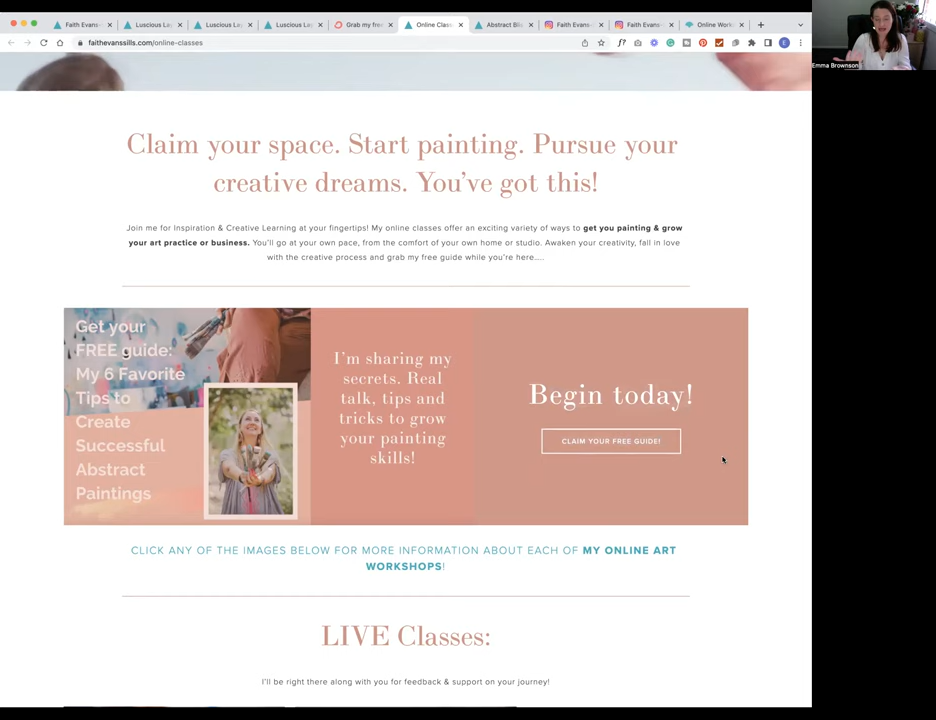 Faith Evans
Luscious La
Luscious La
Luscious La
Grab my free
Online Class
Abstract Bli
Faith Evans
Faith Evans
Online Work
faithevanssills.com/online-classes
Emma Brownson
Claim your space. Start painting. Pursue your
creative dreams. You've got this!
Join me for Inspiration & Creative Learning at your fingertips! My online classes offer an exciting variety of ways to get you painting & grow
your art practice or business. You'll go at your own pace, from the comfort of your own home or studio. Awaken your creativity, fall in love
with the creative process and grab my free guide while you're here....
Get your
FREE guide:
My 6 Favorite
Tips to
Create
Successful
Abstract
Paintings
I'm sharing my
secrets. Real
talk, tips and
tricks to grow
your painting
skills!
Begin today!
CLAIM YOUR FREE GUIDE!
CLICK ANY OF THE IMAGES BELOW FOR MORE INFORMATION ABOUT EACH OF MY ONLINE ART
WORKSHOPS!
LIVE Classes:
I'll be right there along with you for feedback & support on your journey!